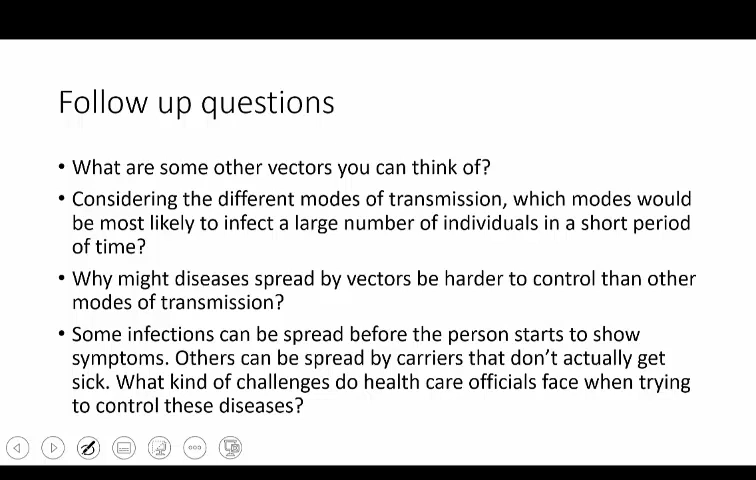 Follow up questions
• What are some other vectors you can think of?
• Considering the different modes of transmission, which modes would
be most likely to infect a large number of individuals in a short period
of time?
• Why might diseases spread by vectors be harder to control than other
modes of transmission?
• Some infections can be spread before the person starts to show
symptoms. Others can be spread by carriers that don't actually get
sick. What kind of challenges do health care officials face when trying
to control these diseases?